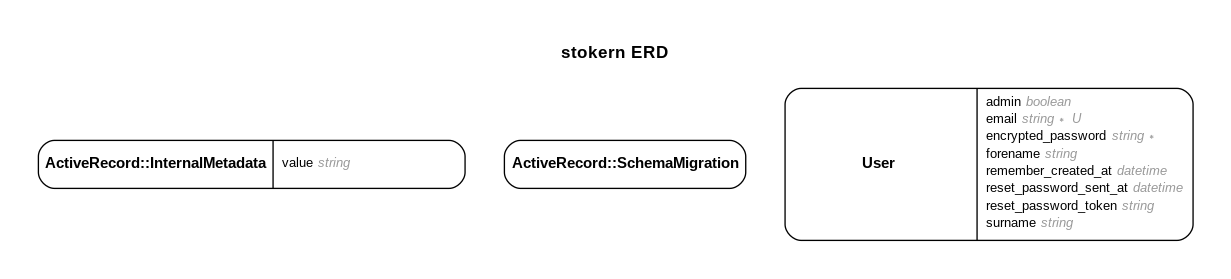 stokern ERD
ActiveRecord::InternalMetadata
value string
ActiveRecord::SchemaMigration
User
admin boolean
email string * U
encrypted_password string *
forename string
remember_created_at datetime
reset_password_sent_at datetime
reset_password_token string
surname string